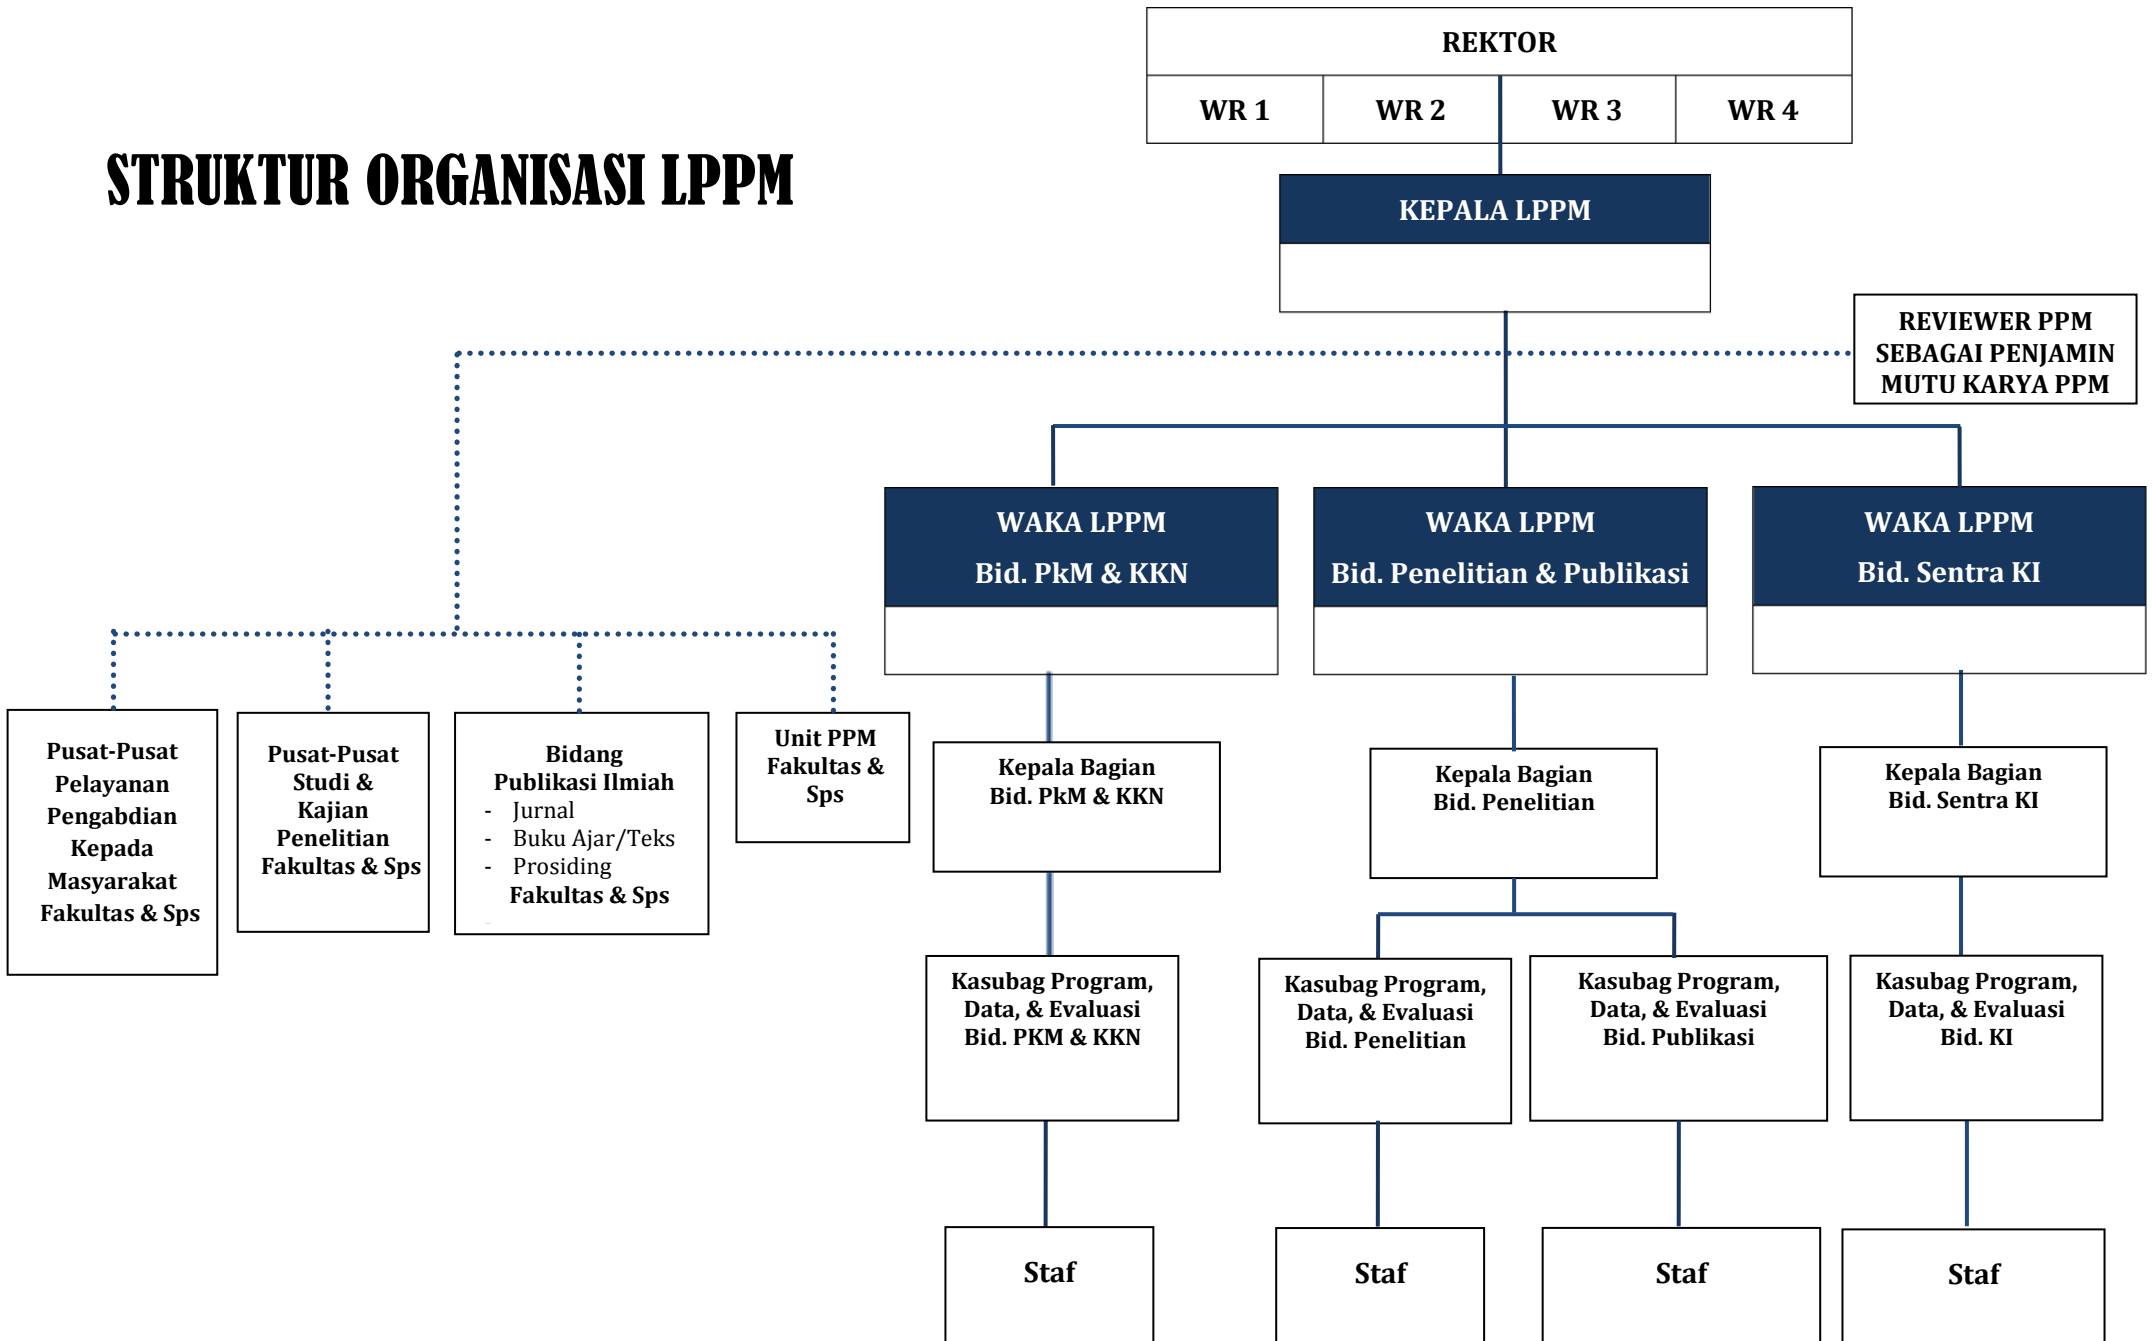 REKTOR
WR 1
WR 2
WR 3
WR 4
STRUKTUR ORGANISASI LPPM
KEPALA LPPM
REVIEWER PPM
SEBAGAI PENJAMIN
MUTU KARYA PPM
WAKA LPPM
Bid. PkM & KKN
WAKA LPPM
Bid. Penelitian & Publikasi
WAKA LPPM
Bid. Sentra KI
Pusat-Pusat
Pelayanan
Pengabdian
Kepada
Masyarakat
Fakultas & Sps
Pusat-Pusat
Studi &
Kajian
Penelitian
Fakultas & Sps
Bidang
Publikasi Ilmiah
- Jurnal
- Buku Ajar/Teks
- Prosiding
Fakultas & Sps
Unit PPM
Fakultas &
Sps
Kepala Bagian
Bid. PkM & KKN
Kepala Bagian
Bid. Penelitian
Kepala Bagian
Bid. Sentra KI
Kasubag Program,
Data, & Evaluasi
Bid. PKM & KKN
Kasubag Program,
Data, & Evaluasi
Bid. Penelitian
Kasubag Program,
Data, & Evaluasi
Bid. Publikasi
Kasubag Program,
Data, & Evaluasi
Bid. KI
Staf
Staf
Staf
Staf